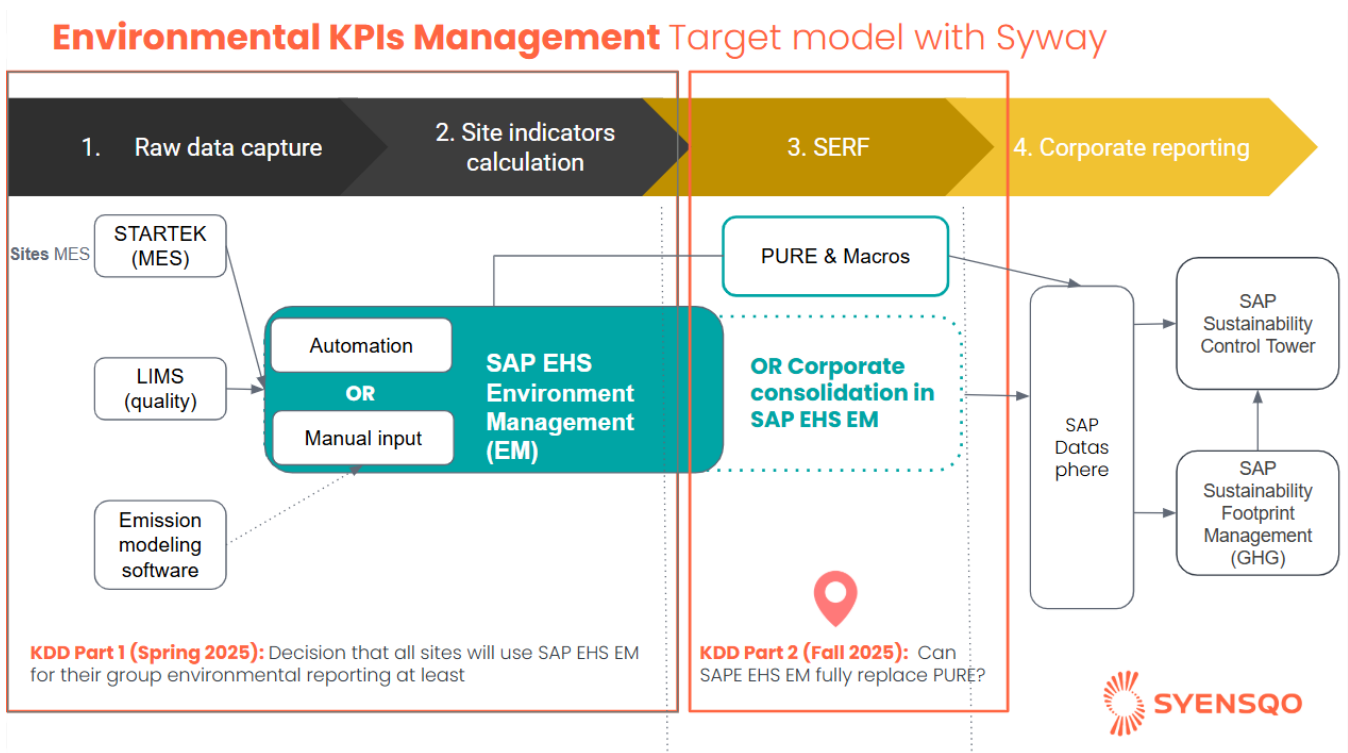 Environmental KPIs Management Target model with Syway
1. Raw data capture
2. Site indicators
calculation
3. SERF
4. Corporate reporting
Sites MES
STARTEK
(MES)
LIMS
(quality)
Emission
modeling
software
Automation
OR
Manual input
SAP EHS
Environment
Management
(EM)
PURE & Macros
OR Corporate
consolidation in
SAP EHS EM
SAP
Datas
phere
SAP
Sustainability
Control Tower
SAP
Sustainability
Footprint
Management
(GHG)
KDD Part 1 (Spring 2025): Decision that all sites will use SAP EHS EM
for their group environmental reporting at least
KDD Part 2 (Fall 2025): Can
SAPE EHS EM fully replace PURE?
SYENSQO